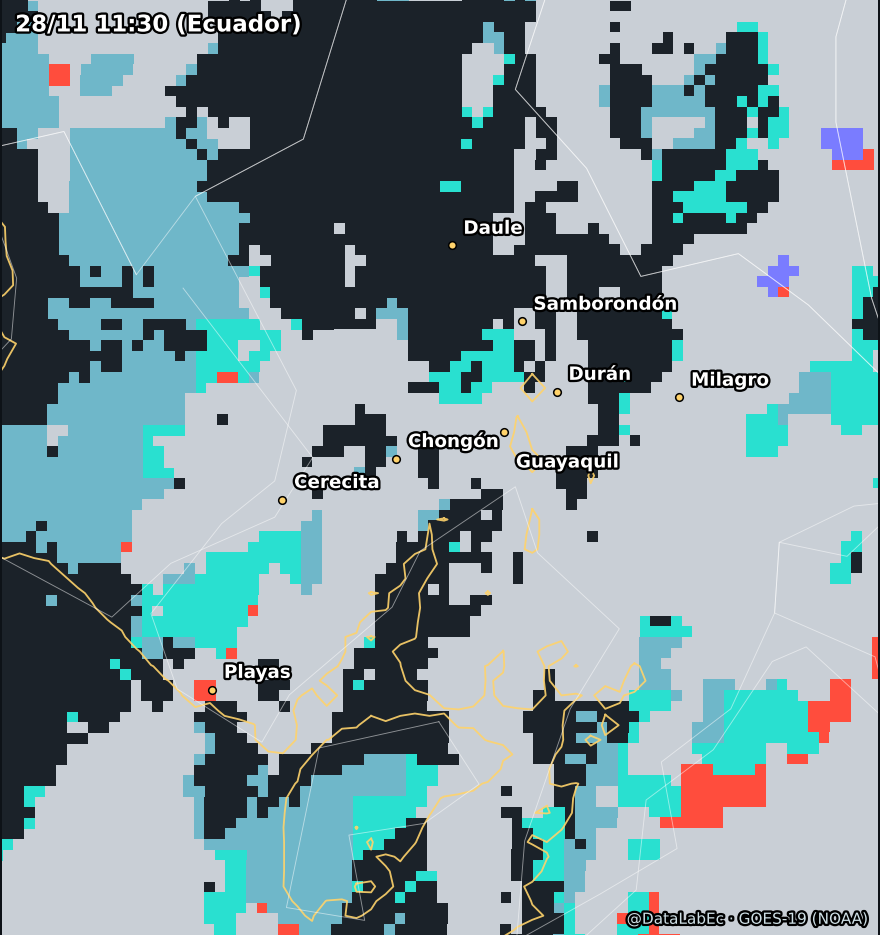 28/11 11:30 (Ecuador)
Daule
Samborondón
Durán
Milagro
Chongón
Guayaquil
Cerecita
Playas
@DataLabEc · GOES-19 (NOAA)